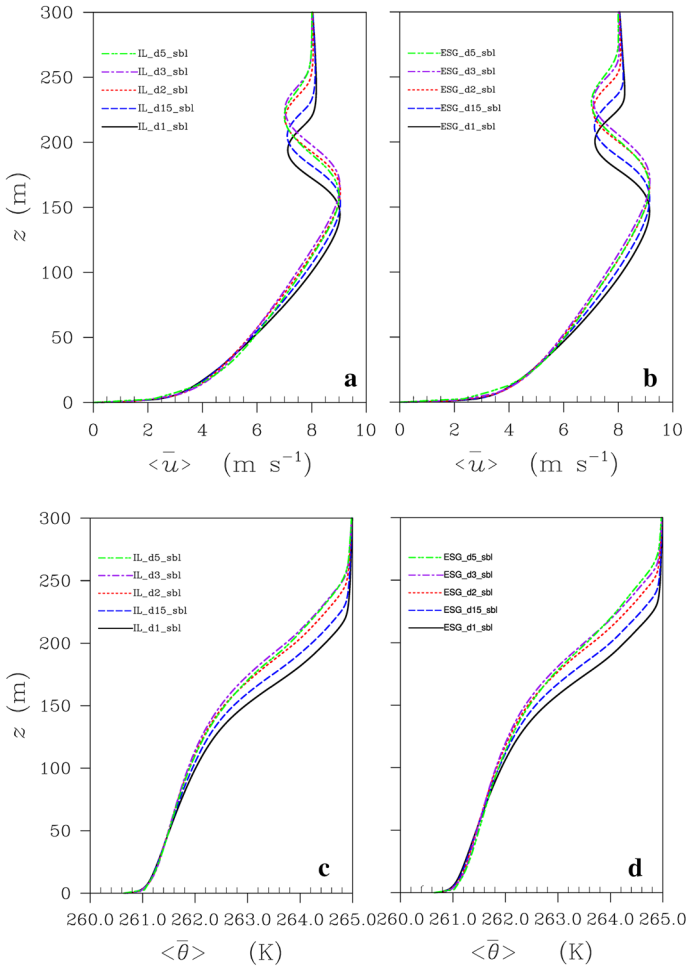 300
250
200
150
100
50
0
z (m)
IL_d5_sbl
IL_d3_sbl
IL_d2_sbl
IL_d15_sbl
IL_d1_sbl
a
0 2 4 6 8 10
<u̅> (m s⁻¹)
ESG_d5_sbl
ESG_d3_sbl
ESG_d2_sbl
ESG_d15_sbl
ESG_d1_sbl
b
0 2 4 6 8 10
<u̅> (m s⁻¹)
300
250
200
150
100
50
0
z (m)
IL_d5_sbl
IL_d3_sbl
IL_d2_sbl
IL_d15_sbl
IL_d1_sbl
c
260.0 261.0 262.0 263.0 264.0 265.0
<θ̅> (K)
ESG_d5_sbl
ESG_d3_sbl
ESG_d2_sbl
ESG_d15_sbl
ESG_d1_sbl
d
260.0 261.0 262.0 263.0 264.0 265.0
<θ̅> (K)